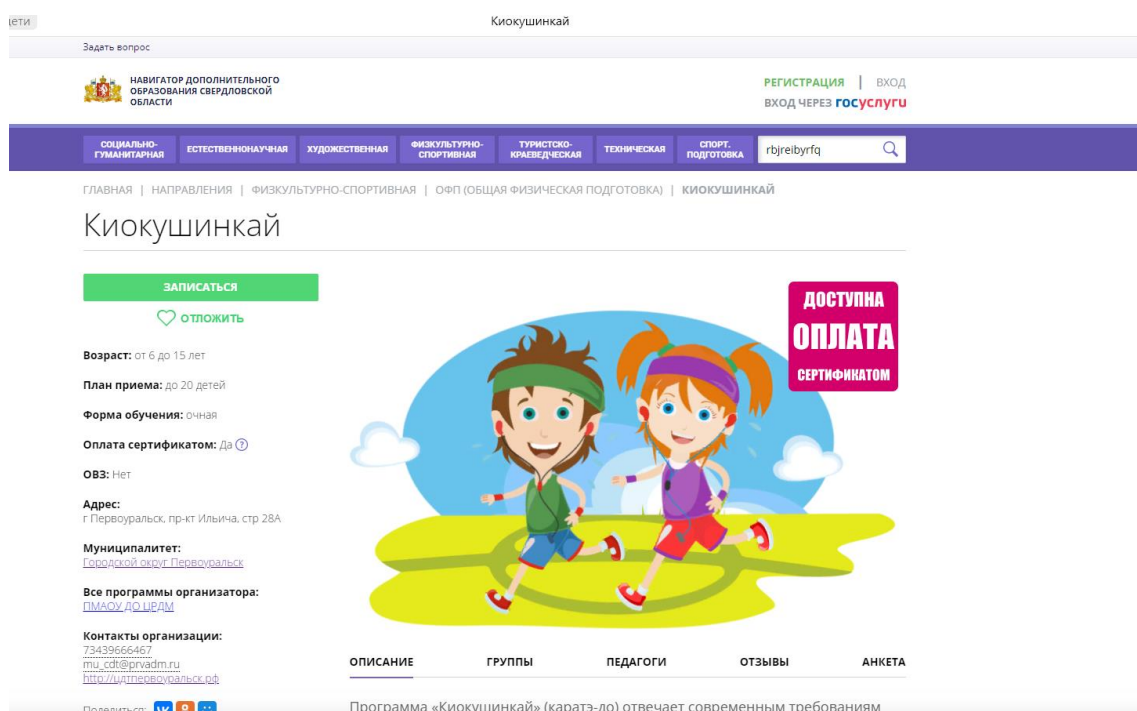 дети
Киокушинкай
Задать вопрос
НАВИГАТОР ДОПОЛНИТЕЛЬНОГО
ОБРАЗОВАНИЯ СВЕРДЛОВСКОЙ
ОБЛАСТИ
РЕГИСТРАЦИЯ | ВХОД
ВХОД ЧЕРЕЗ госуслуги
СОЦИАЛЬНО-
ГУМАНИТАРНАЯ
ЕСТЕСТВЕННОНАУЧНАЯ
ХУДОЖЕСТВЕННАЯ
ФИЗКУЛЬТУРНО-
СПОРТИВНАЯ
ТУРИСТСКО-
КРАЕВЕДЧЕСКАЯ
ТЕХНИЧЕСКАЯ
СПОРТ.
ПОДГОТОВКА
rbjreibyrfq
ГЛАВНАЯ | НАПРАВЛЕНИЯ | ФИЗКУЛЬТУРНО-СПОРТИВНАЯ | ОФП (ОБЩАЯ ФИЗИЧЕСКАЯ ПОДГОТОВКА) | КИОКУШИНКАЙ
Киокушинкай
ЗАПИСАТЬСЯ
ОТЛОЖИТЬ
Возраст: от 6 до 15 лет
План приема: до 20 детей
Форма обучения: очная
Оплата сертификатом: Да ?
ОВЗ: Нет
Адрес:
г Первоуральск, пр-кт Ильича, стр 28А
Муниципалитет:
Городской округ Первоуральск
Все программы организатора:
ПМАОУ ДО ЦРДМ
Контакты организации:
73439666467
mu_cdt@prvadm.ru
http://цдтпервоуральск.рф
Поделиться:
ДОСТУПНА
ОПЛАТА
СЕРТИФИКАТОМ
ОПИСАНИЕ ГРУППЫ ПЕДАГОГИ ОТЗЫВЫ АНКЕТА
Программа «Киокушинкай» (каратэ-до) отвечает современным требованиям